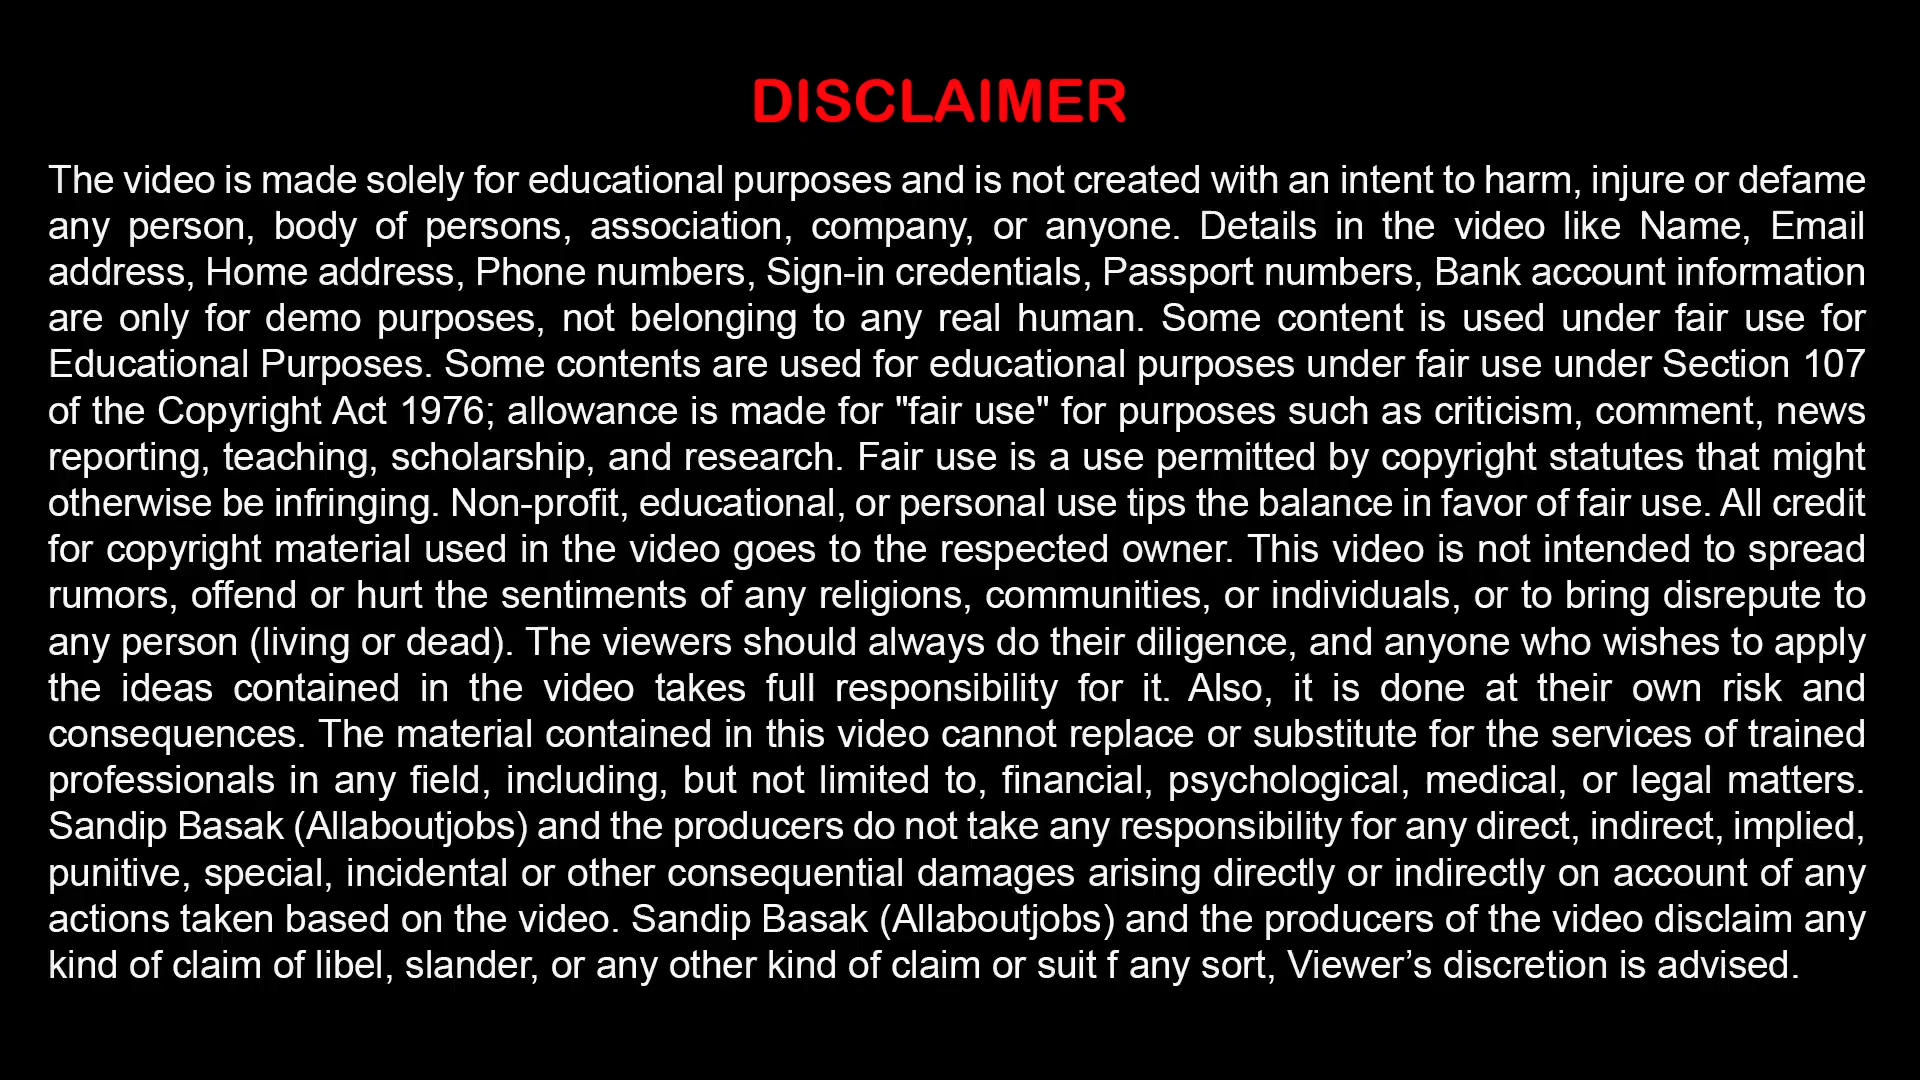 DISCLAIMER
The video is made solely for educational purposes and is not created with an intent to harm, injure or defame
any person, body of persons, association, company, or anyone. Details in the video like Name, Email
address, Home address, Phone numbers, Sign-in credentials, Passport numbers, Bank account information
are only for demo purposes, not belonging to any real human. Some content is used under fair use for
Educational Purposes. Some contents are used for educational purposes under fair use under Section 107
of the Copyright Act 1976; allowance is made for "fair use" for purposes such as criticism, comment, news
reporting, teaching, scholarship, and research. Fair use is a use permitted by copyright statutes that might
otherwise be infringing. Non-profit, educational, or personal use tips the balance in favor of fair use. All credit
for copyright material used in the video goes to the respected owner. This video is not intended to spread
rumors, offend or hurt the sentiments of any religions, communities, or individuals, or to bring disrepute to
any person (living or dead). The viewers should always do their diligence, and anyone who wishes to apply
the ideas contained in the video takes full responsibility for it. Also, it is done at their own risk and
consequences. The material contained in this video cannot replace or substitute for the services of trained
professionals in any field, including, but not limited to, financial, psychological, medical, or legal matters.
Sandip Basak (Allaboutjobs) and the producers do not take any responsibility for any direct, indirect, implied,
punitive, special, incidental or other consequential damages arising directly or indirectly on account of any
actions taken based on the video. Sandip Basak (Allaboutjobs) and the producers of the video disclaim any
kind of claim of libel, slander, or any other kind of claim or suit f any sort, Viewer’s discretion is advised.